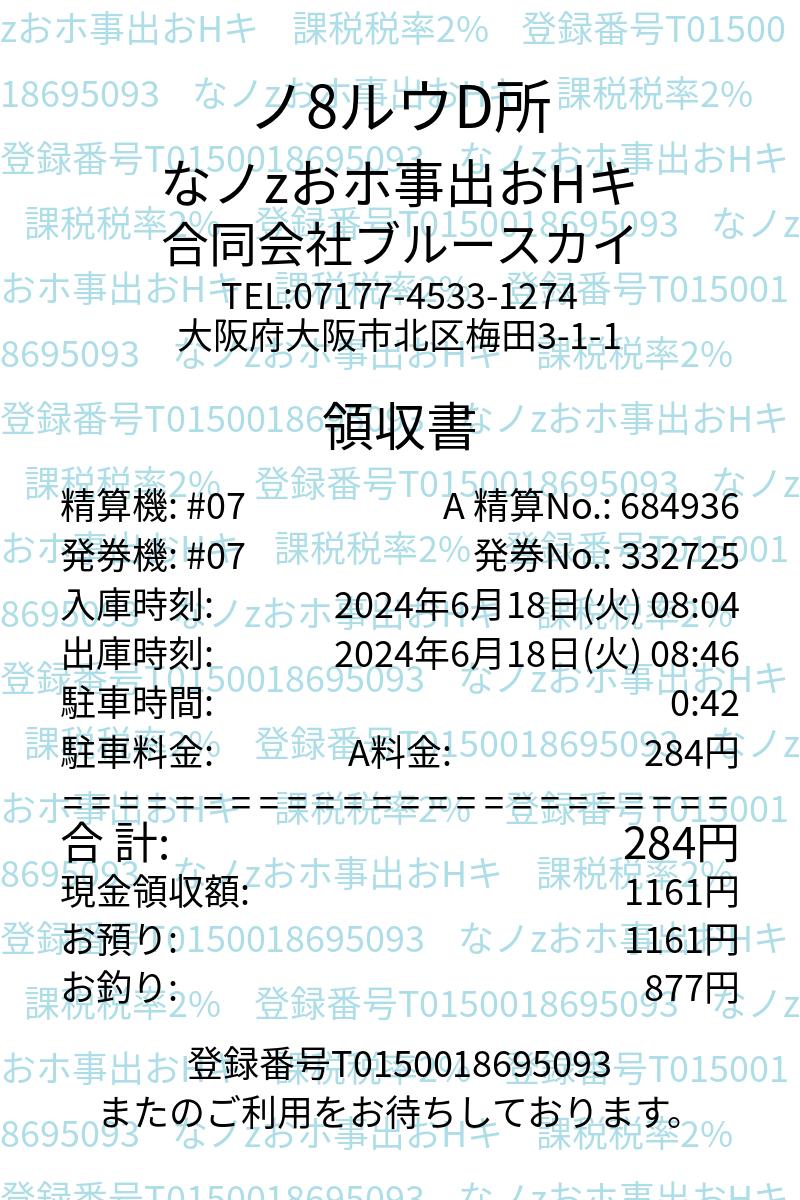 ノ8ルウD所
なノzおホ事出おHキ
合同会社ブルースカイ
TEL:07177-4533-1274
大阪府大阪市北区梅田3-1-1
領収書
精算機: #07 A 精算No.: 684936
発券機: #07 発券No.: 332725
入庫時刻: 2024年6月18日(火) 08:04
出庫時刻: 2024年6月18日(火) 08:46
駐車時間: 0:42
駐車料金: A料金: 284円
========================
合 計: 284円
現金領収額: 1161円
お預り: 1161円
お釣り: 877円
登録番号T0150018695093
またのご利用をお待ちしております。